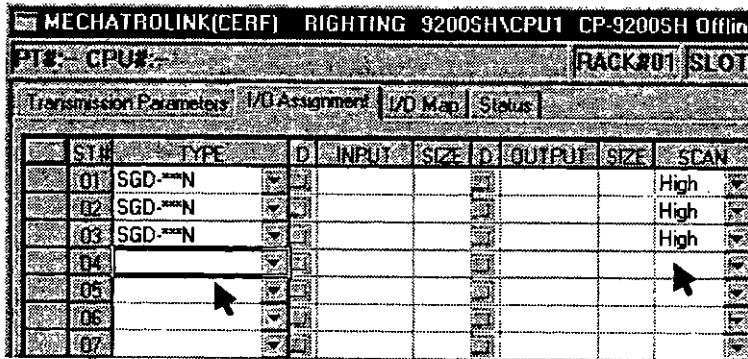 MECHATROLINK(CERF) RIGHTING 9200SH\CPU1 CP-9200SH Offlin
PT#:-- CPU#:-- RACK#01 SLOT
Transmission Parameters I/O Assignment I/O Map Status
ST# TYPE D INPUT SIZE D OUTPUT SIZE SCAN
01 SGD-***N High
02 SGD-***N High
03 SGD-***N High
04
05
06
07